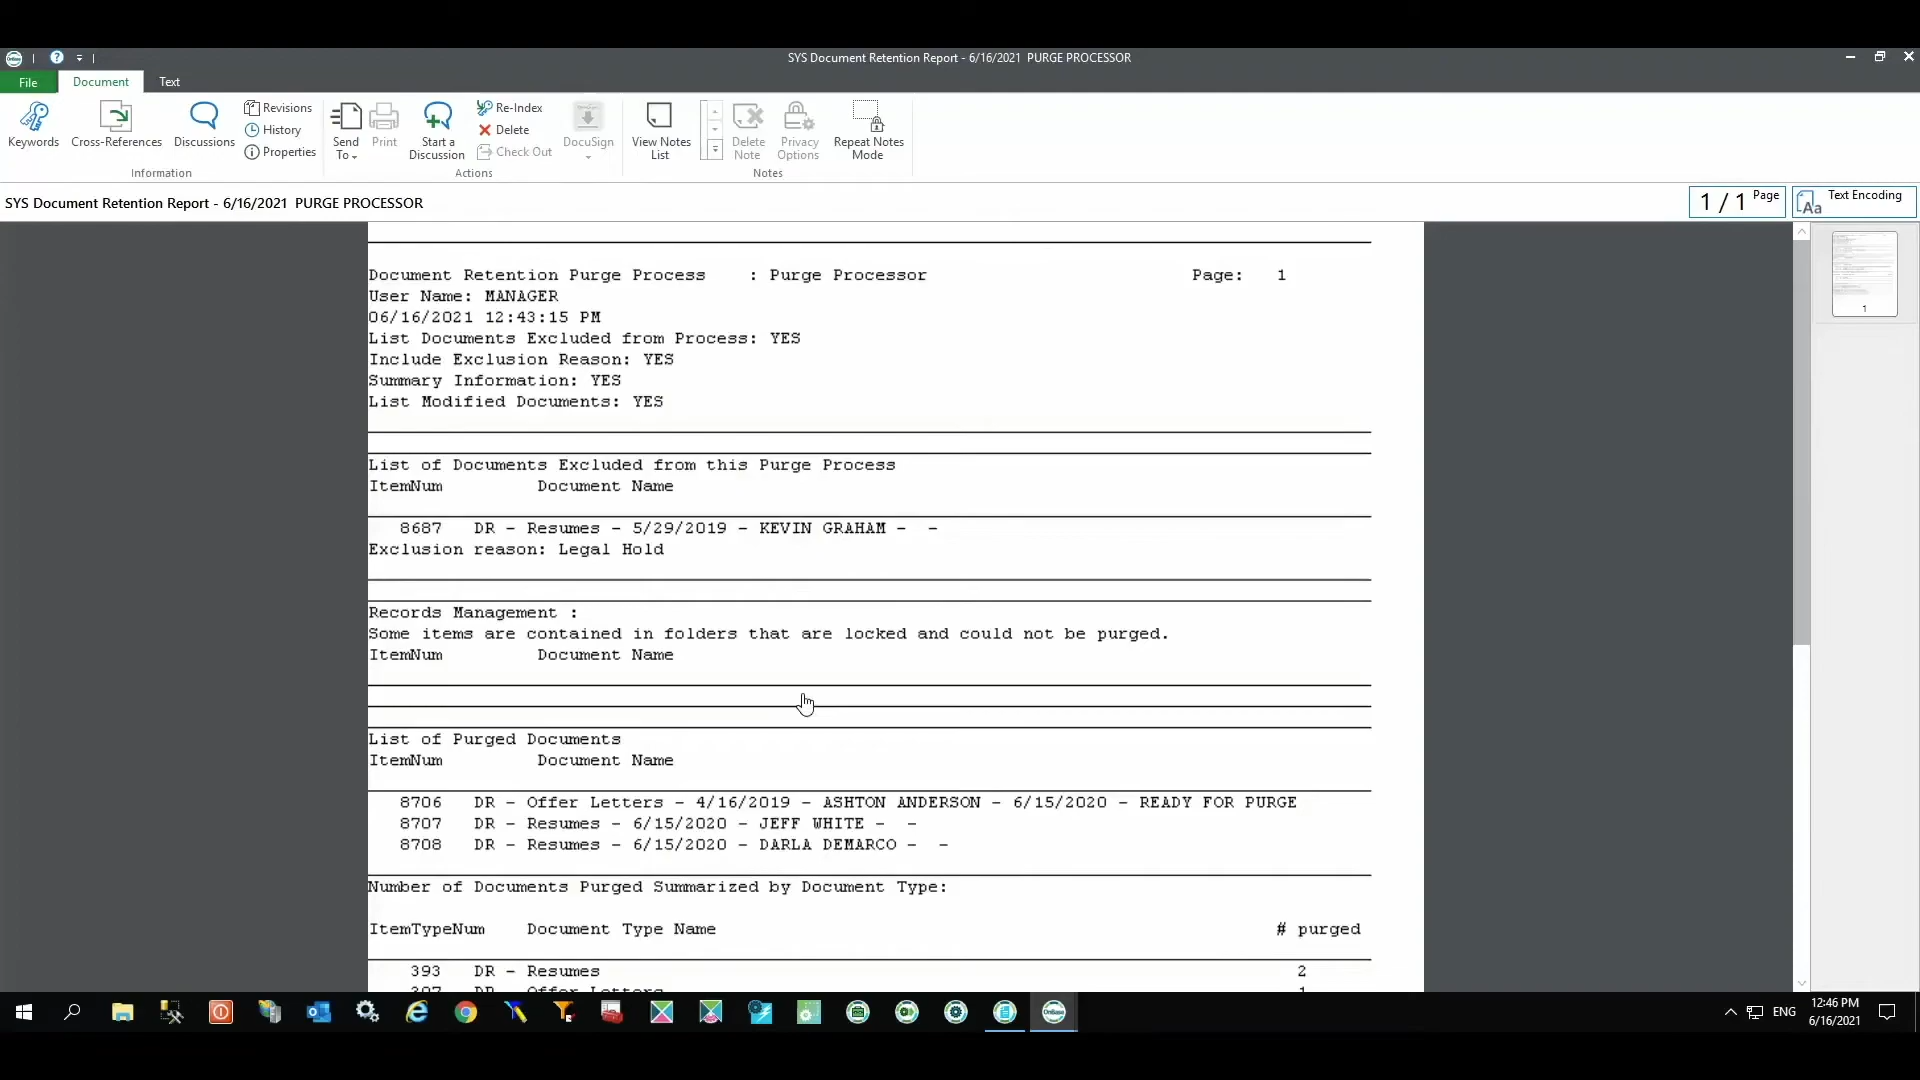 SYS Document Retention Report - 6/16/2021 PURGE PROCESSOR
File Document Text
Keywords
Cross-References
Discussions
Revisions
History
Properties
Information
Send To
Print
Start a Discussion
Re-Index
Delete
Check Out
DocuSign
Actions
View Notes List
Delete Note
Privacy Options
Repeat Notes Mode
Notes
SYS Document Retention Report - 6/16/2021 PURGE PROCESSOR
1 / 1 Page
Text Encoding
Document Retention Purge Process : Purge Processor Page: 1
User Name: MANAGER
06/16/2021 12:43:15 PM
List Documents Excluded from Process: YES
Include Exclusion Reason: YES
Summary Information: YES
List Modified Documents: YES
List of Documents Excluded from this Purge Process
ItemNum Document Name
8687 DR - Resumes - 5/29/2019 - KEVIN GRAHAM - -
Exclusion reason: Legal Hold
Records Management :
Some items are contained in folders that are locked and could not be purged.
ItemNum Document Name
List of Purged Documents
ItemNum Document Name
8706 DR - Offer Letters - 4/16/2019 - ASHTON ANDERSON - 6/15/2020 - READY FOR PURGE
8707 DR - Resumes - 6/15/2020 - JEFF WHITE - -
8708 DR - Resumes - 6/15/2020 - DARLA DEMARCO - -
Number of Documents Purged Summarized by Document Type:
ItemTypeNum Document Type Name # purged
393 DR - Resumes 2
DR - Offer Letters 1
1
ENG
12:46 PM
6/16/2021